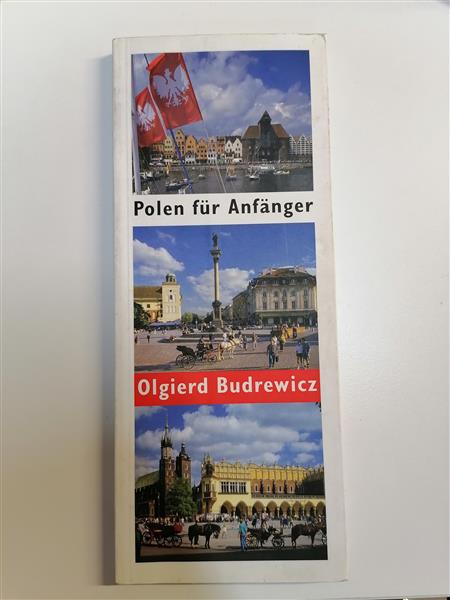 Polen für Anfänger
Olgierd Budrewicz